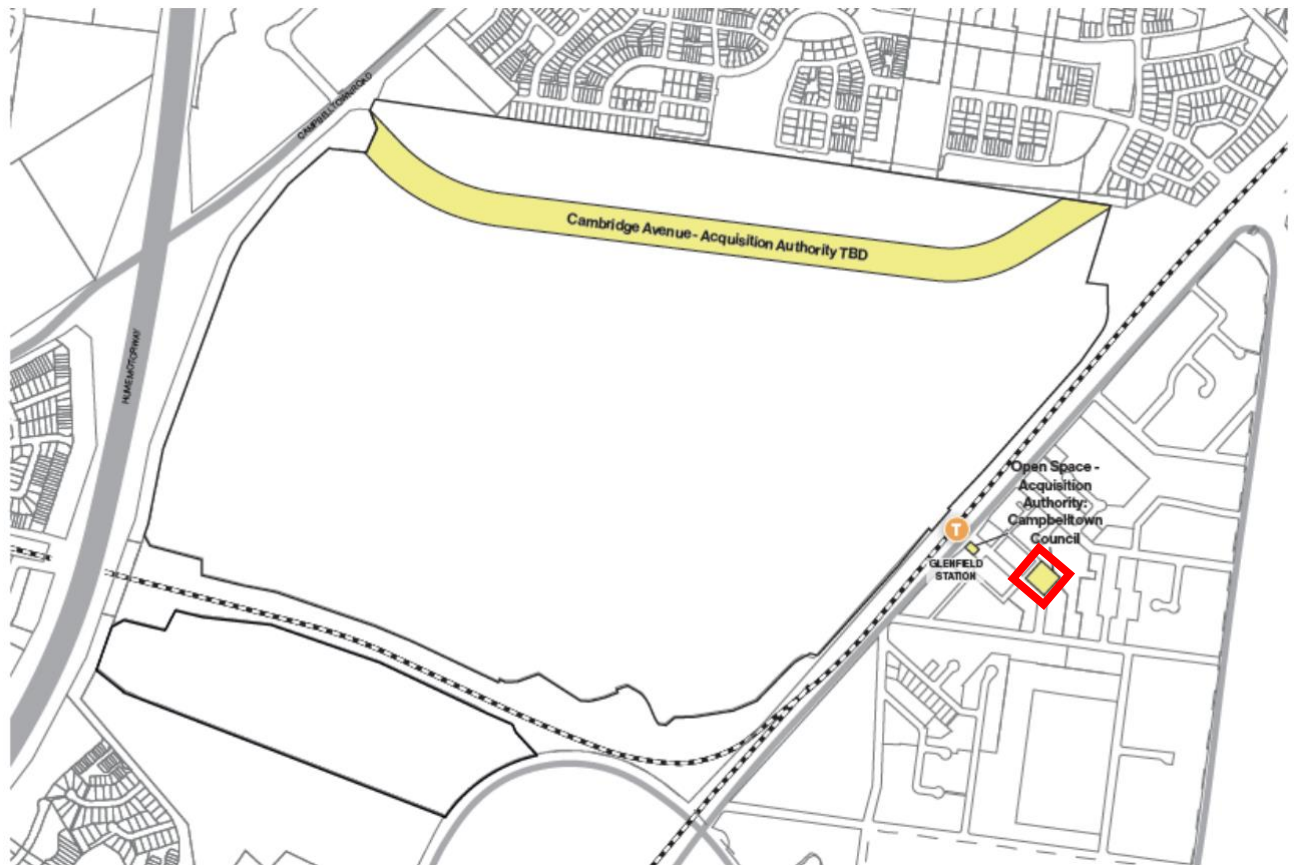 CAMPBELLTOWN ROAD
Cambridge Avenue - Acquisition Authority TBD
HUME MOTORWAY
Open Space -
Acquisition
Authority:
Campbelltown
Council
T
GLENFIELD
STATION